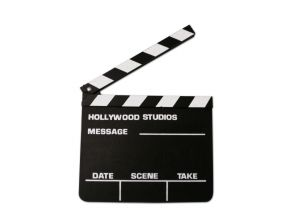 HOLLYWOOD STUDIOS
MESSAGE
DATE SCENE TAKE